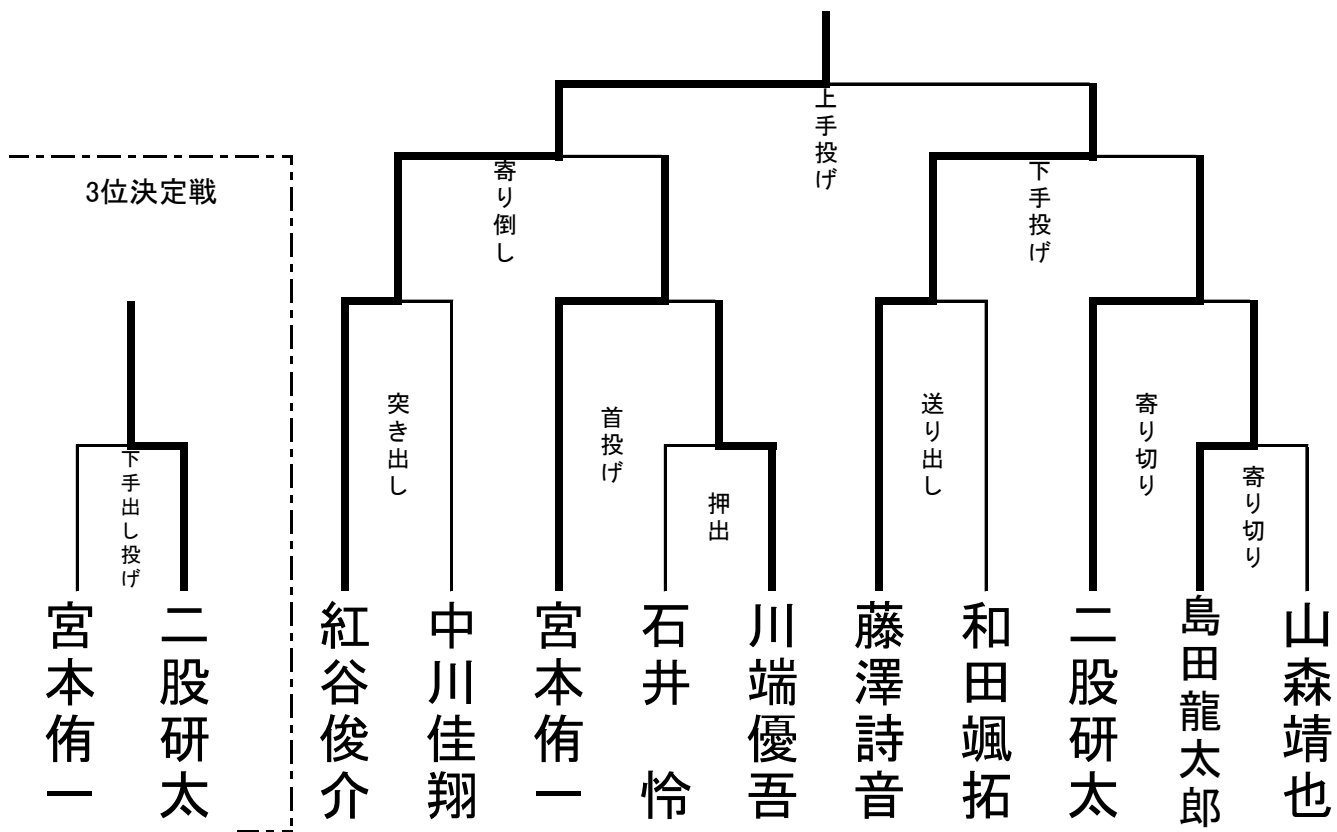 上手投げ
寄り倒し
下手投げ
3位決定戦
突き出し
首投げ
送り出し
寄り切り
下手出し投げ
押出
寄り切り
宮本侑一
二股研太
紅谷俊介
中川佳翔
宮本侑一
石井　怜
川端優吾
藤澤詩音
和田颯拓
二股研太
島田龍太郎
山森靖也